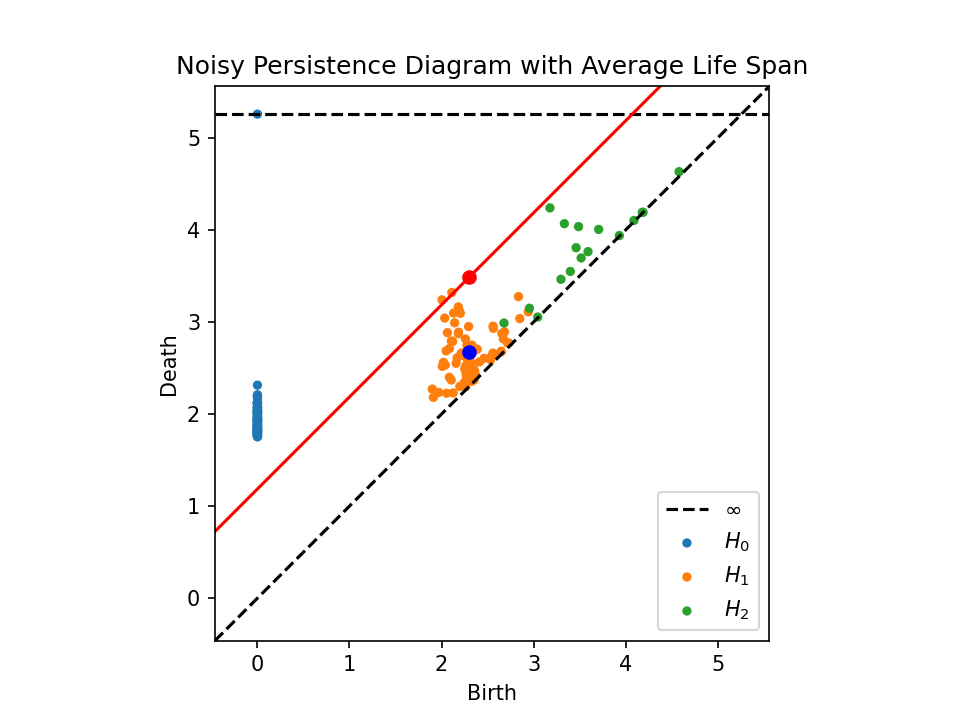 Noisy Persistence Diagram with Average Life Span
5
4
3
2
1
0
Death
0 1 2 3 4 5
Birth
∞
H₀
H₁
H₂